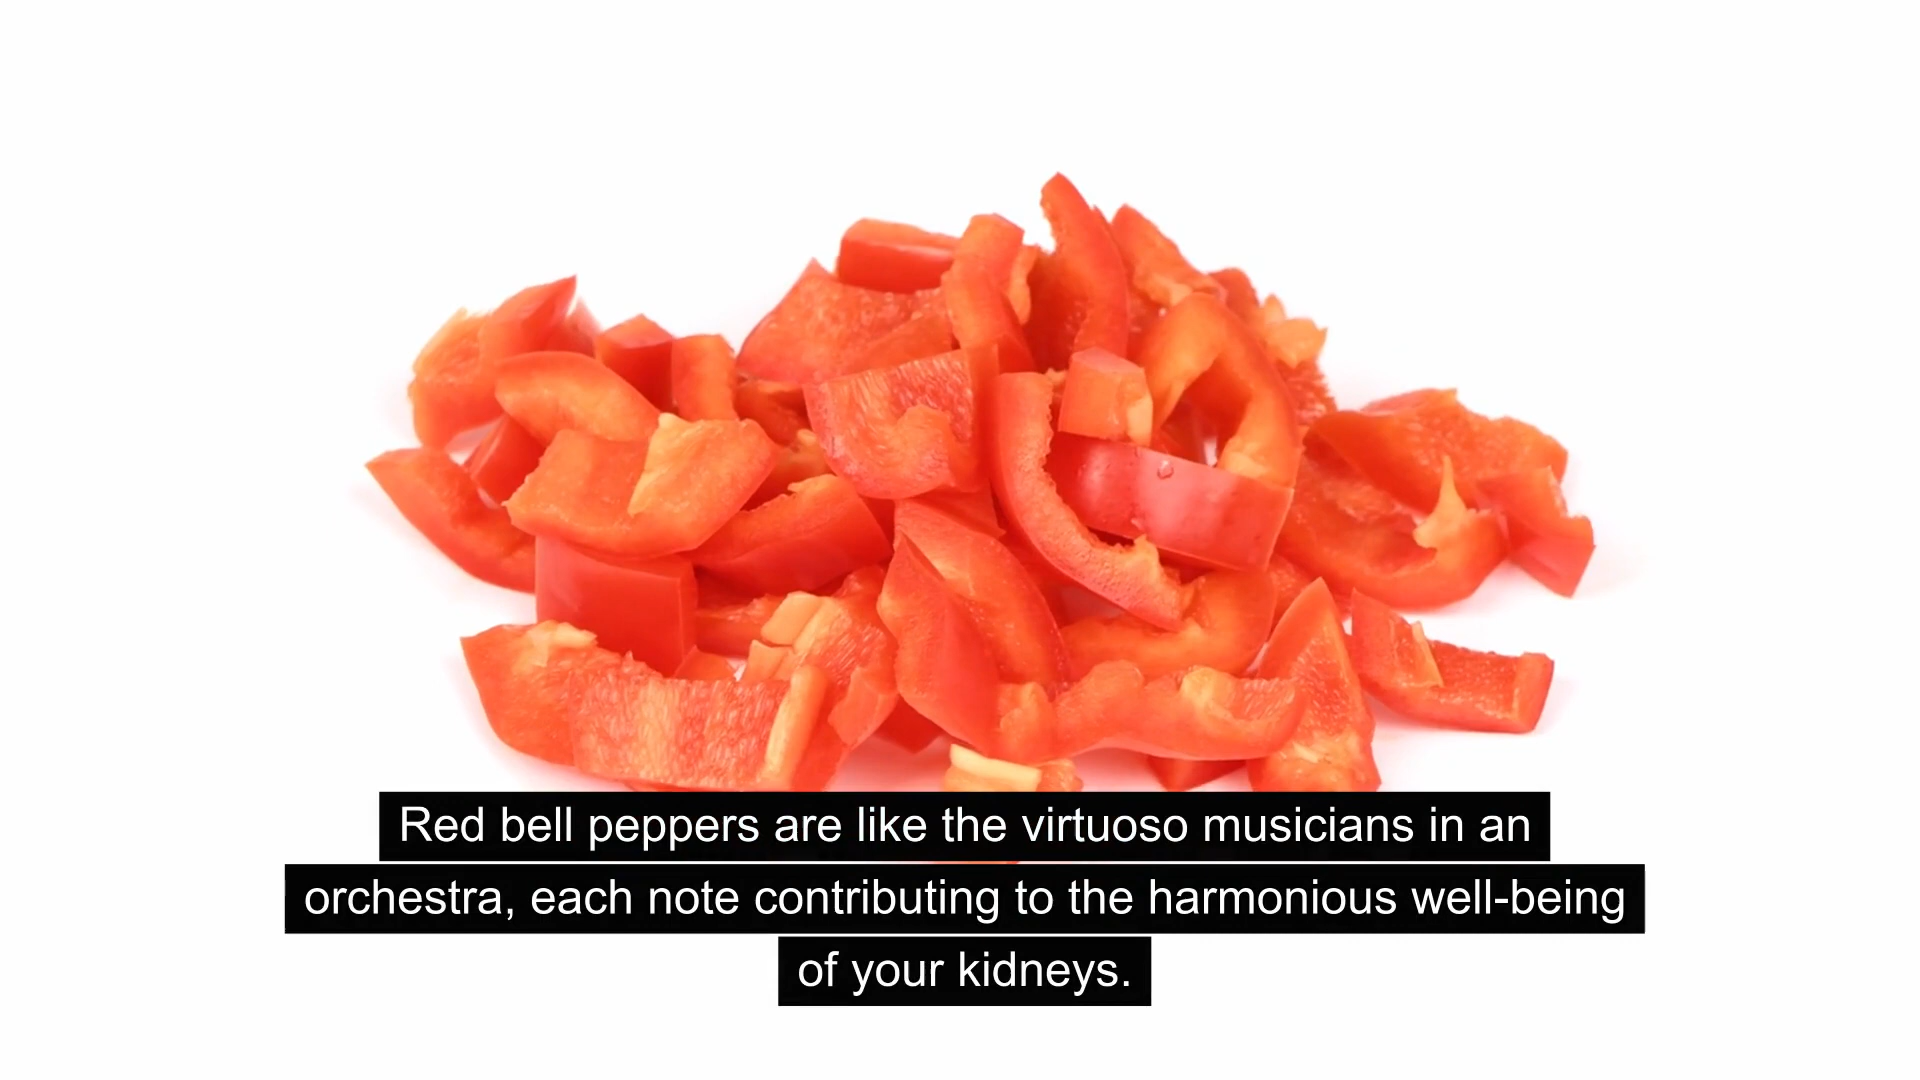 Red bell peppers are like the virtuoso musicians in an
orchestra, each note contributing to the harmonious well-being
of your kidneys.